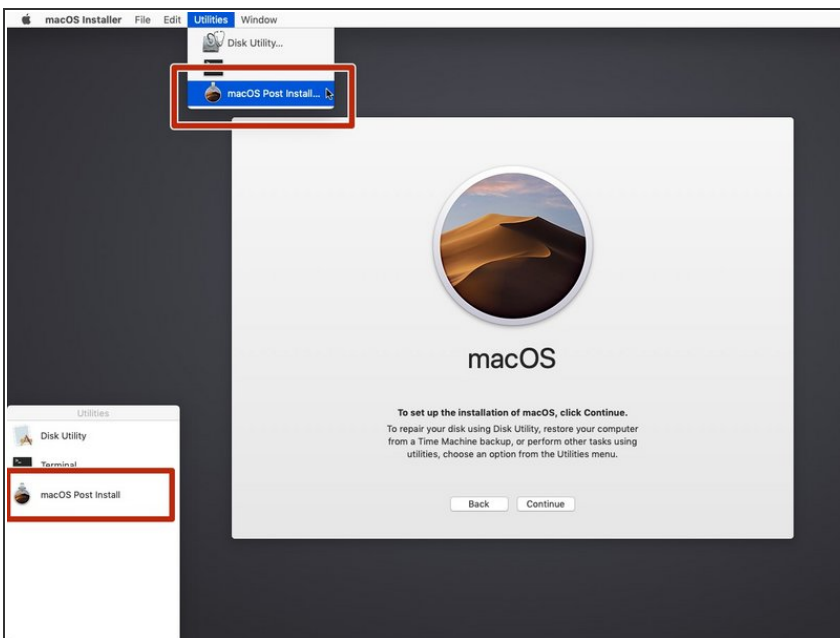 macOS Installer File Edit Utilities Window
Disk Utility...
macOS Post Install...
macOS
To set up the installation of macOS, click Continue.
To repair your disk using Disk Utility, restore your computer
from a Time Machine backup, or perform other tasks using
utilities, choose an option from the Utilities menu.
Back Continue
Utilities
Disk Utility
Terminal
macOS Post Install